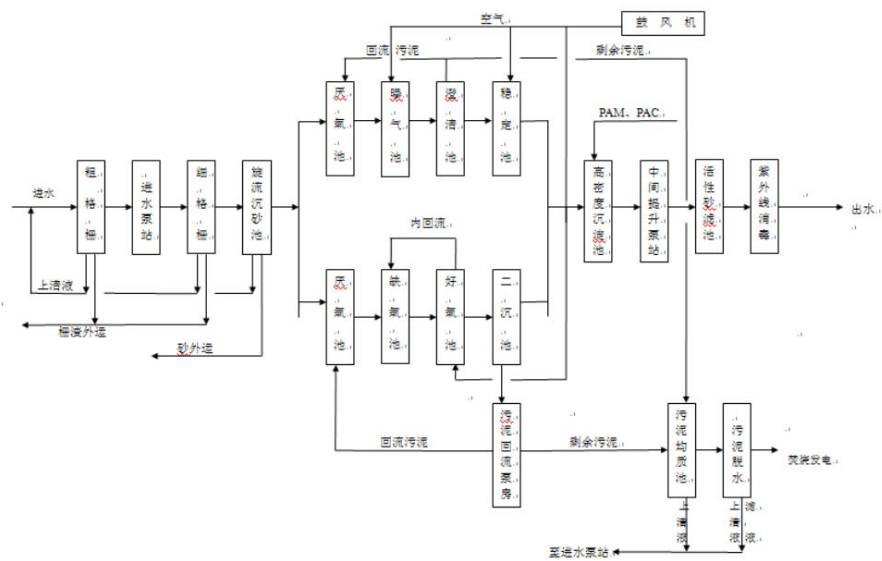 空气
鼓 风 机
回流 污泥
剩余污泥
厌氧池
曝气池
澄清池
稳定池
PAM、PAC
进水
粗格栅
进水泵站
细格栅
旋流沉砂池
高密度沉淀池
中间提升泵站
活性砂滤池
紫外线消毒
出水
内回流
上清液
栅渣外运
砂外运
厌氧池
缺氧池
好氧池
二沉池
回流污泥
污泥回流泵房
剩余污泥
污泥均质池
污泥脱水
焚烧发电
上清液
上清液
至进水泵站